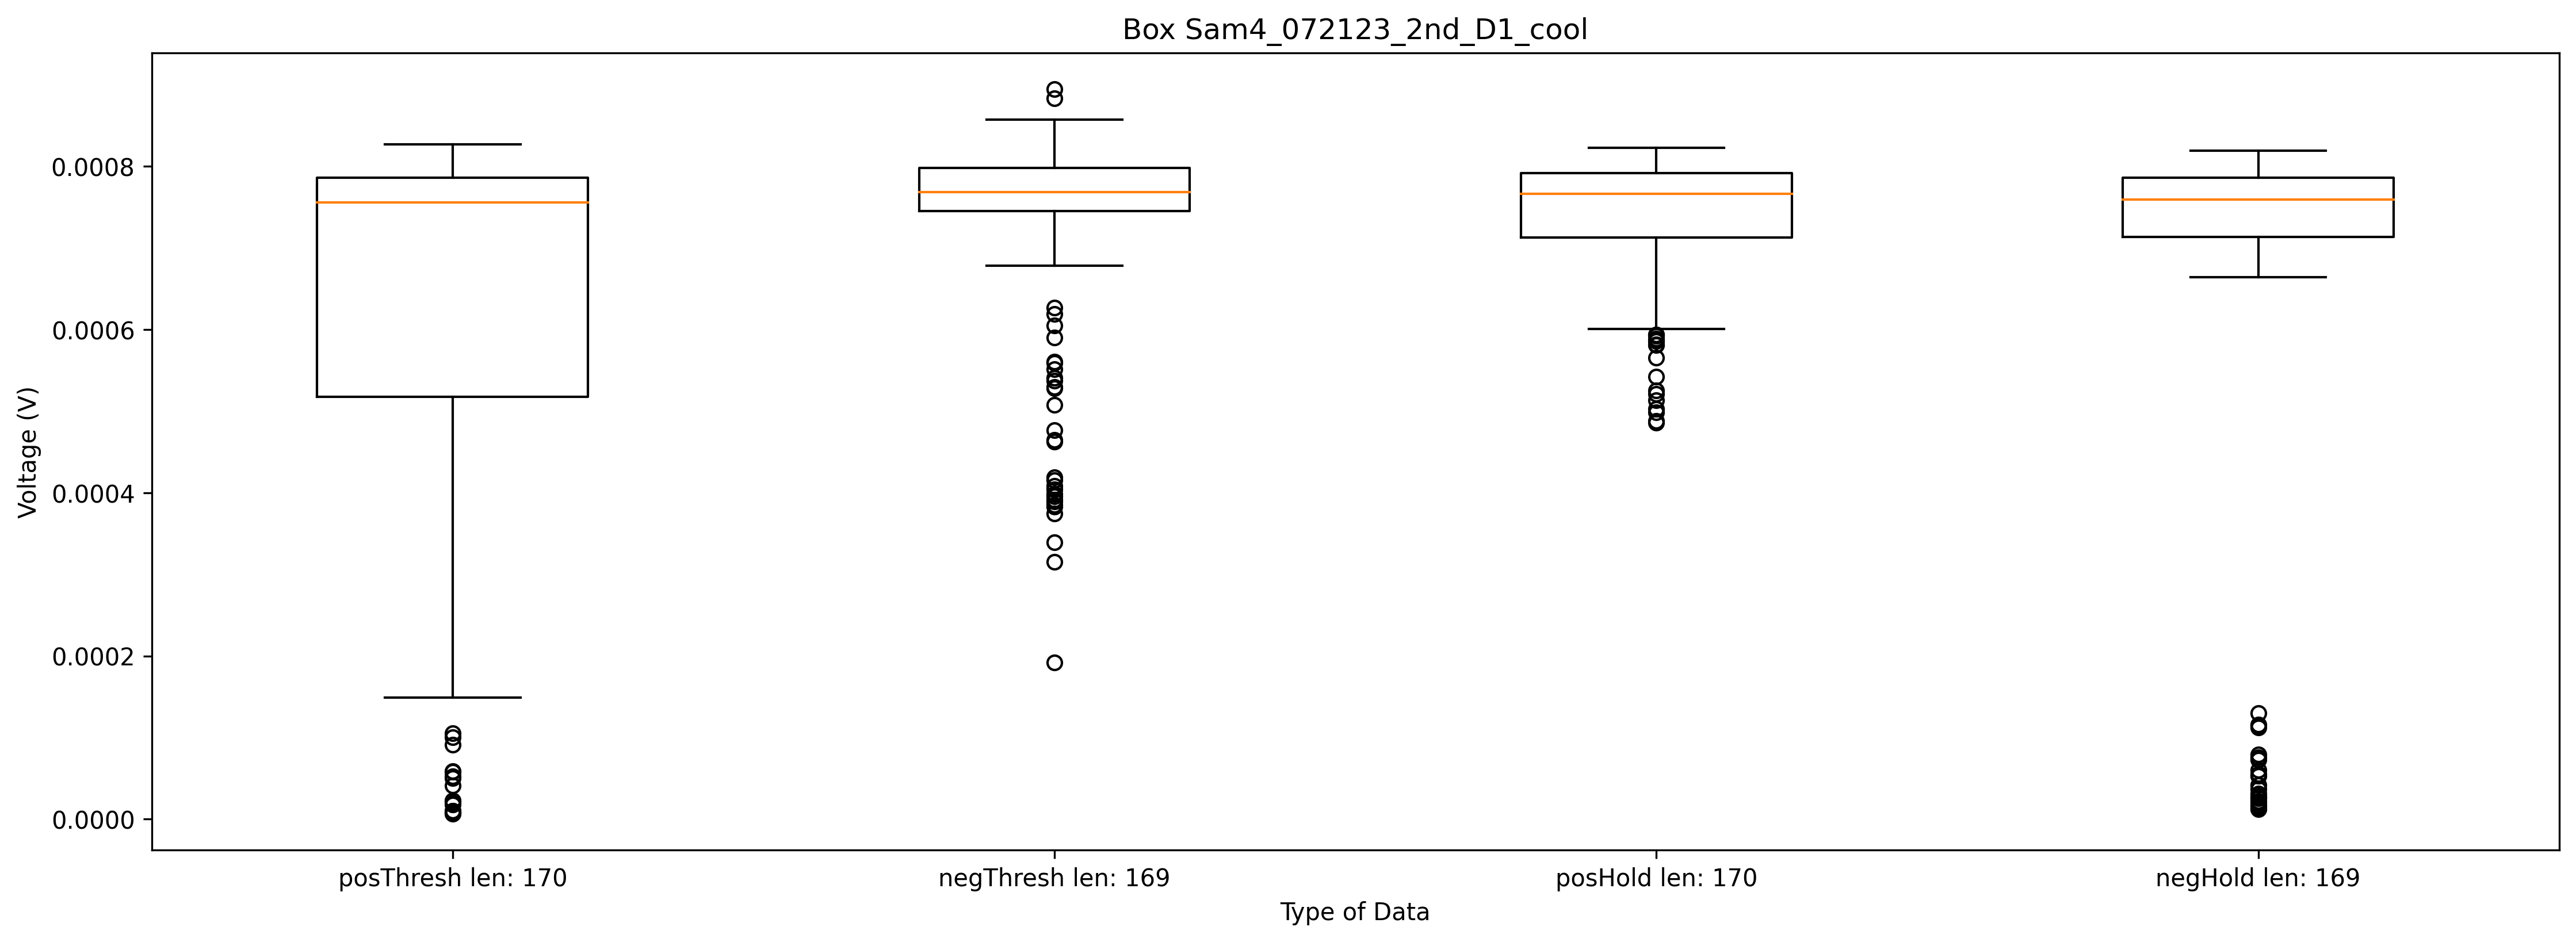 Box Sam4_072123_2nd_D1_cool
Voltage (V)
0.0008
0.0006
0.0004
0.0002
0.0000
posThresh len: 170
negThresh len: 169
posHold len: 170
negHold len: 169
Type of Data